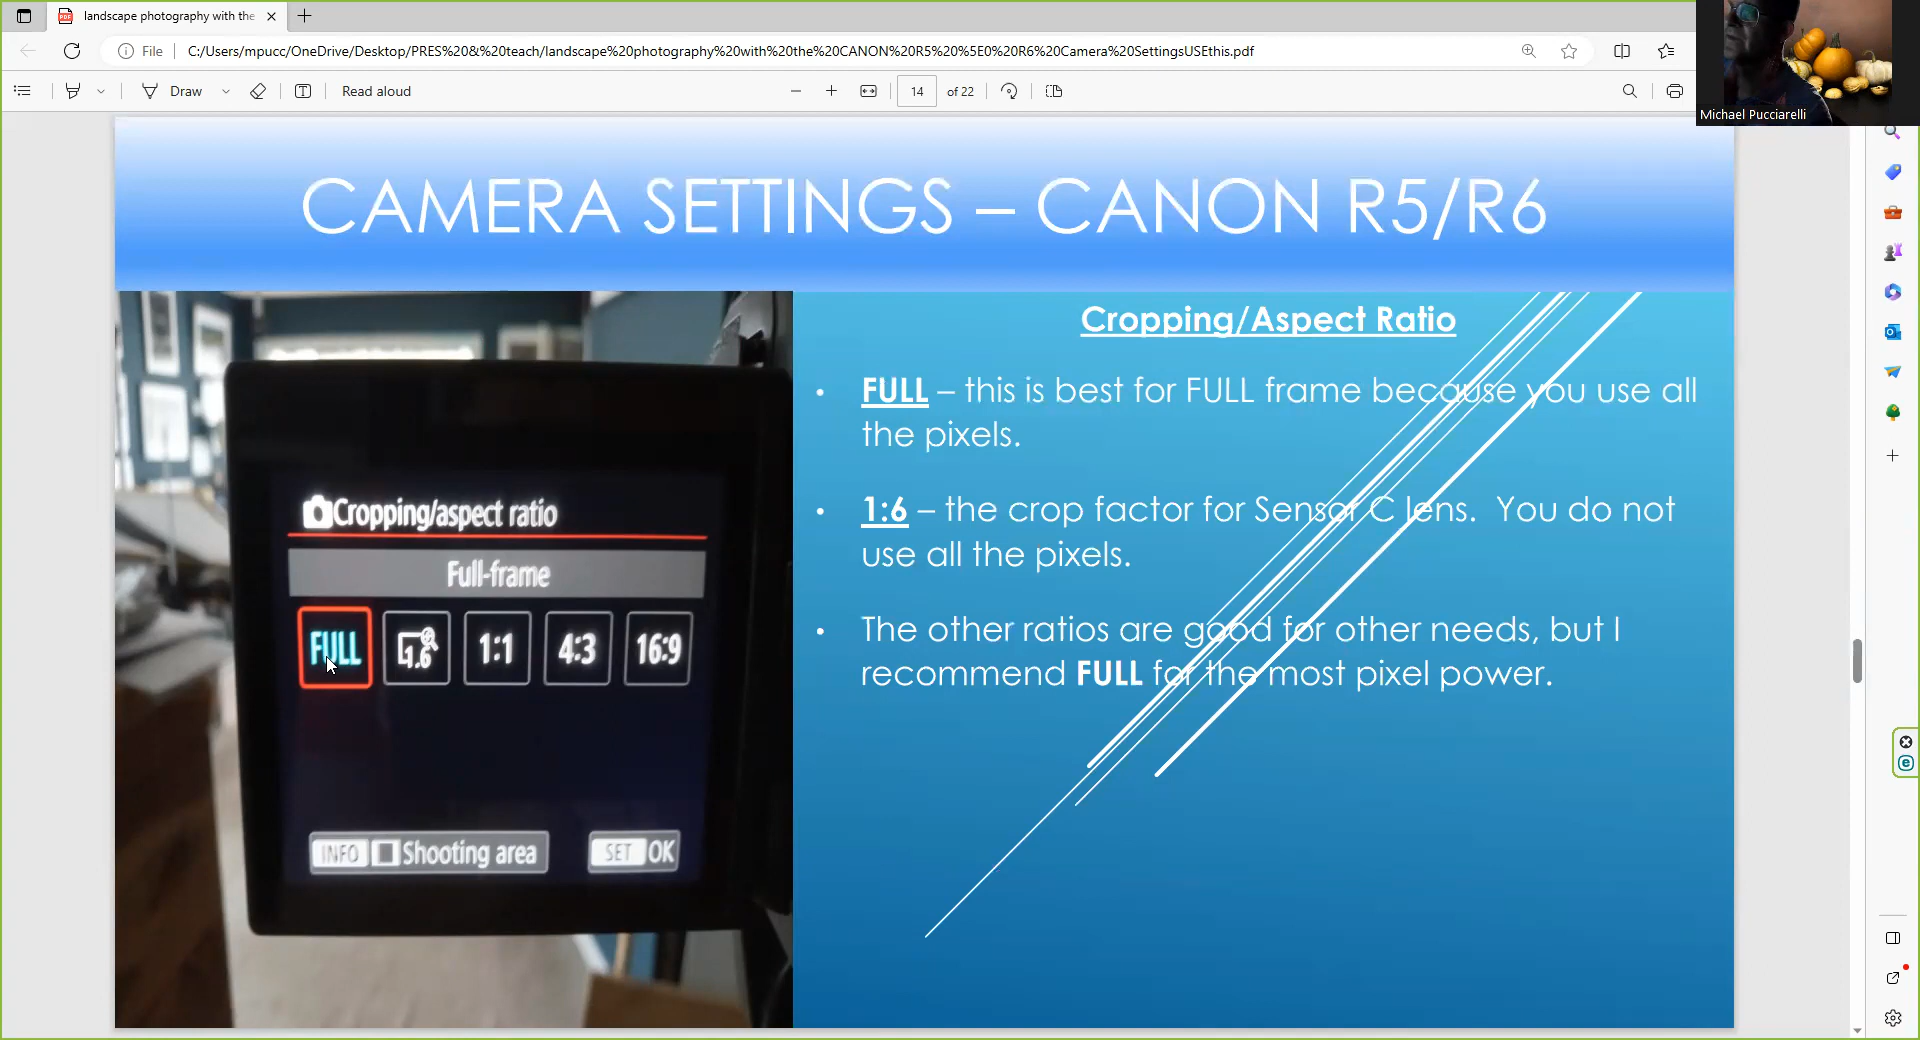 landscape photography with the
File
C:/Users/mpucc/OneDrive/Desktop/PRES%20&%20teach/landscape%20photography%20with%20the%20CANON%20R5%20%5E0%20R6%20Camera%20SettingsUSEthis.pdf
Draw
Read aloud
14 of 22
Michael Pucciarelli
CAMERA SETTINGS – CANON R5/R6
Cropping/aspect ratio
Full-frame
FULL 1.6 1:1 4:3 16:9
INFO Shooting area SET OK
Cropping/Aspect Ratio
• FULL – this is best for FULL frame because you use all
the pixels.
• 1:6 – the crop factor for Sensor C lens. You do not
use all the pixels.
• The other ratios are good for other needs, but I
recommend FULL for the most pixel power.